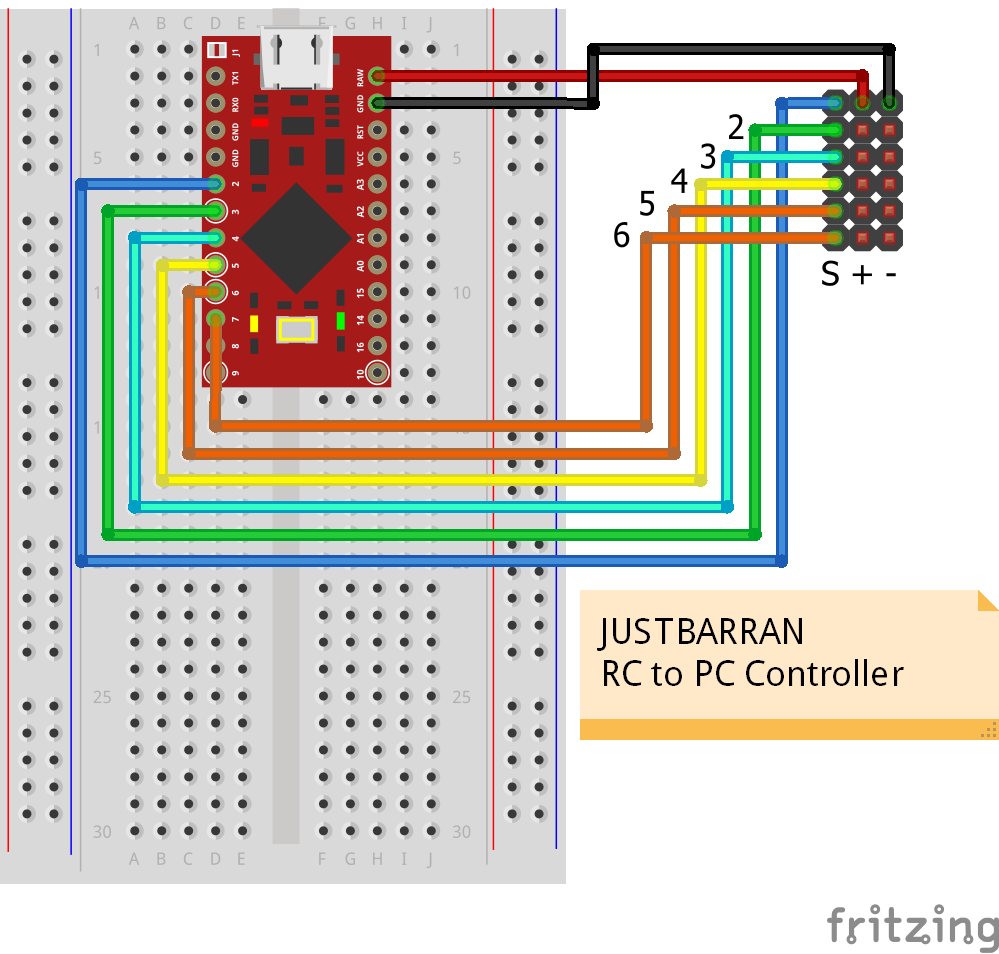 A B C D E F G H I J
1 1
5 5
10 10
15
25 25
30 30
A B C D E F G H I J
J1
TX1
RX0
GND
GND
2
3
4
5
6
7
8
9
RAW
GND
RST
VCC
A3
A2
A1
A0
15
14
16
10
2
3
4
5
6
S + -
JUSTBARRAN
RC to PC Controller
fritzing